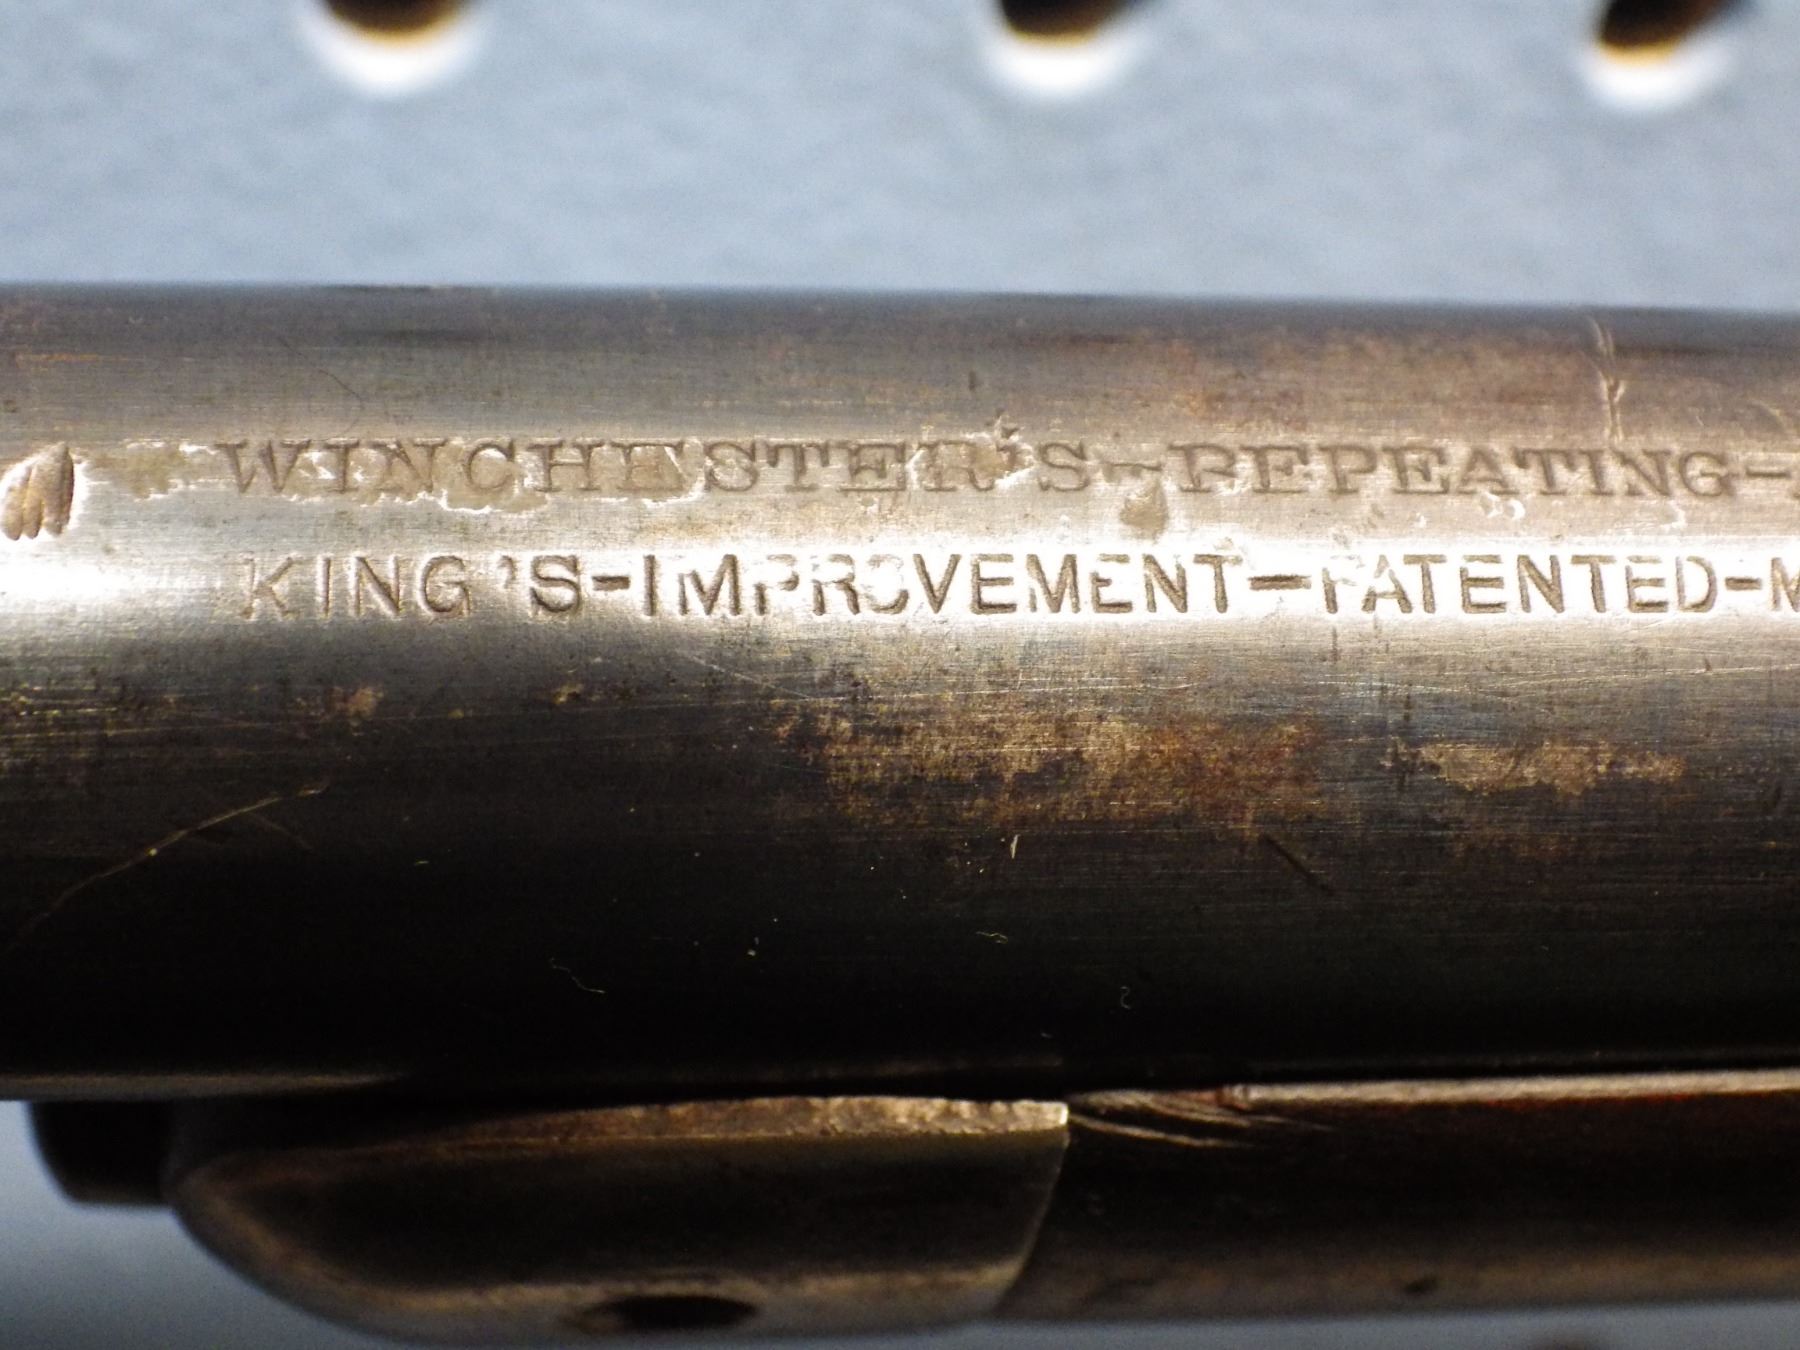 WINCHESTER'S-REPEATING-
KING'S-IMPROVEMENT-PATENTED-M